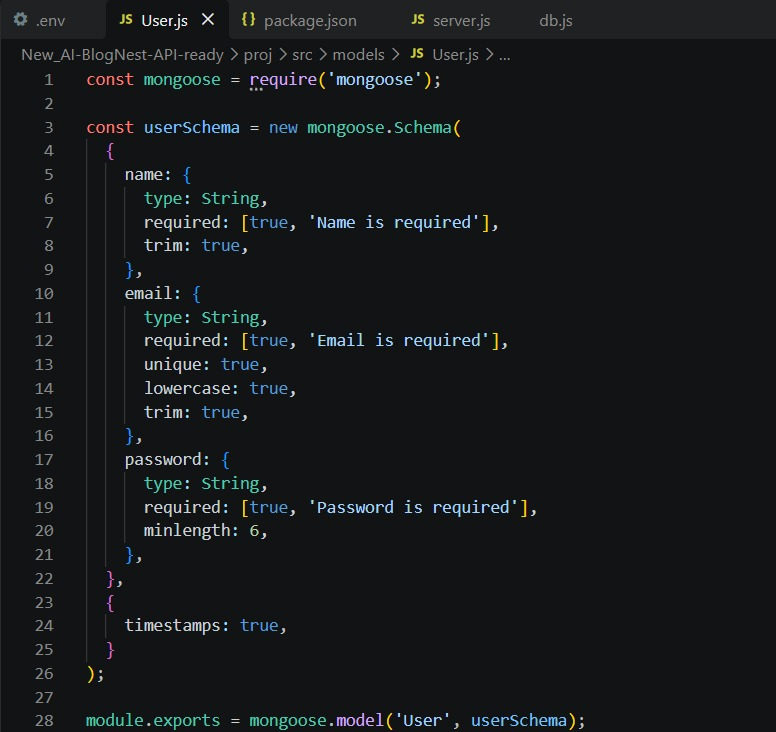 .env JS User.js × {} package.json JS server.js db.js
New_AI-BlogNest-API-ready > proj > src > models > JS User.js > ...
1 const mongoose = require('mongoose');
2
3 const userSchema = new mongoose.Schema(
4   {
5     name: {
6       type: String,
7       required: [true, 'Name is required'],
8       trim: true,
9     },
10     email: {
11       type: String,
12       required: [true, 'Email is required'],
13       unique: true,
14       lowercase: true,
15       trim: true,
16     },
17     password: {
18       type: String,
19       required: [true, 'Password is required'],
20       minlength: 6,
21     },
22   },
23   {
24     timestamps: true,
25   }
26 );
27
28 module.exports = mongoose.model('User', userSchema);